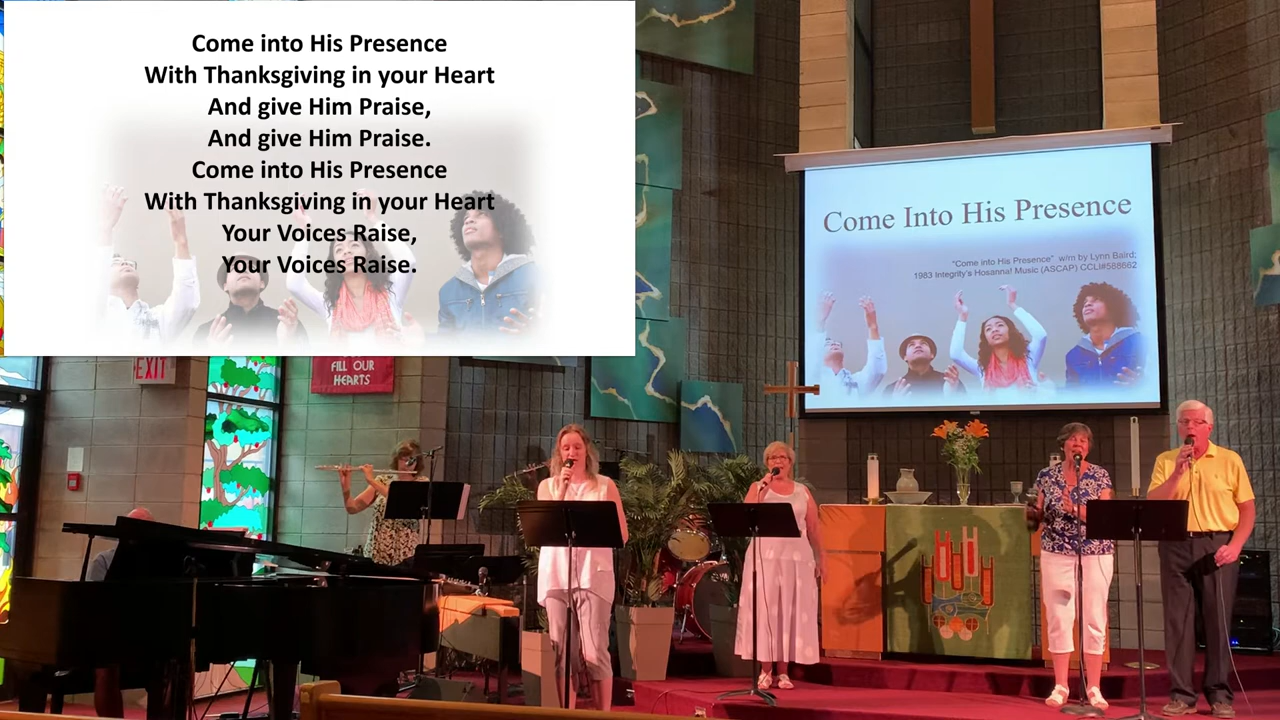 Come into His Presence
With Thanksgiving in your Heart
And give Him Praise,
And give Him Praise.
Come into His Presence
With Thanksgiving in your Heart
Your Voices Raise,
Your Voices Raise.
Come Into His Presence
"Come into His Presence" w/m by Lynn Baird;
1983 Integrity's Hosanna! Music (ASCAP) CCLI#568662
EXIT
FILL OUR
HEARTS